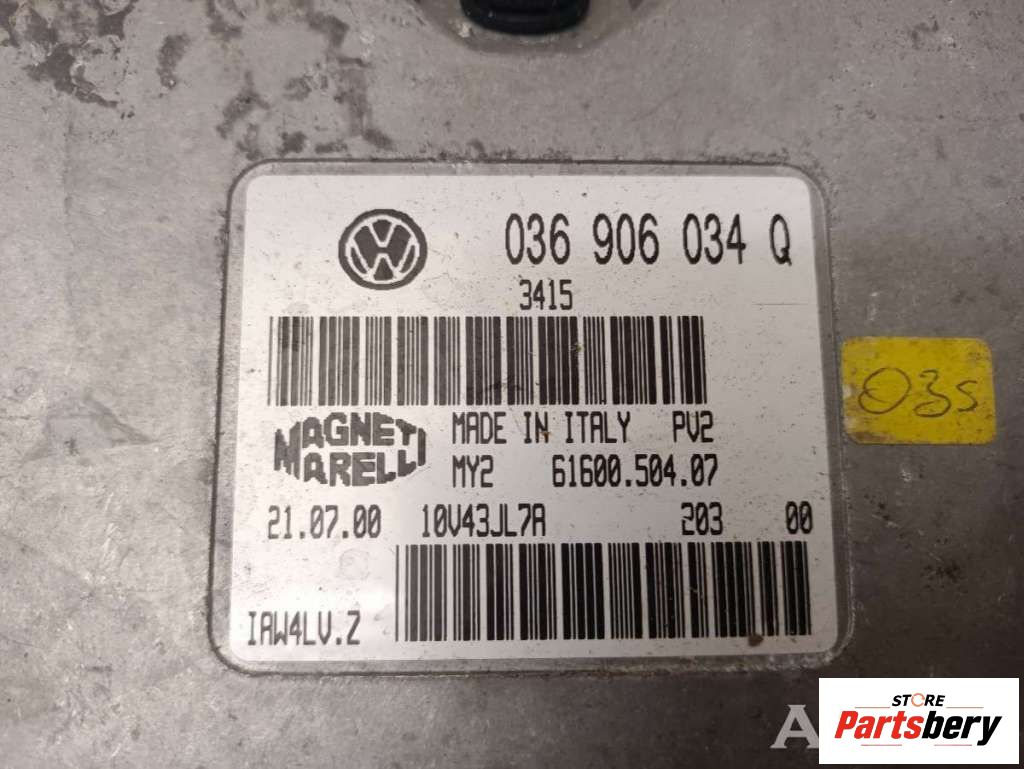 036 906 034 Q
3415
MAGNETI
MARELLI
MADE IN ITALY PV2
MY2 61600.504.07
21.07.00 10V43JL7A 203 00
IAW4LV.Z
03s
A
STORE
Partsbery